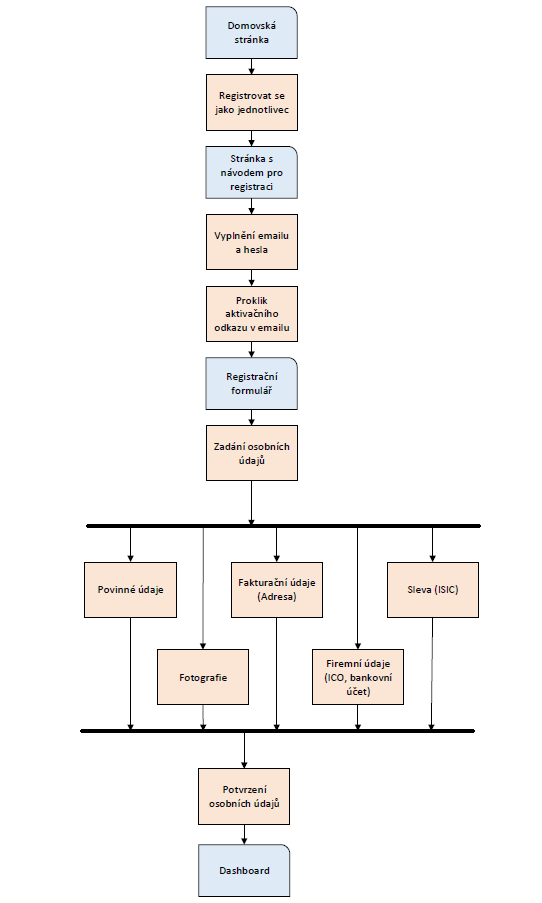 Domovská
stránka
Registrovat se
jako jednotlivec
Stránka s
návodem pro
registraci
Vyplnění emailu
a hesla
Proklik
aktivačního
odkazu v emailu
Registrační
formulář
Zadání osobních
údajů
Povinné údaje
Fakturační údaje
(Adresa)
Sleva (ISIC)
Fotografie
Firemní údaje
(ICO, bankovní
účet)
Potvrzení
osobních údajů
Dashboard